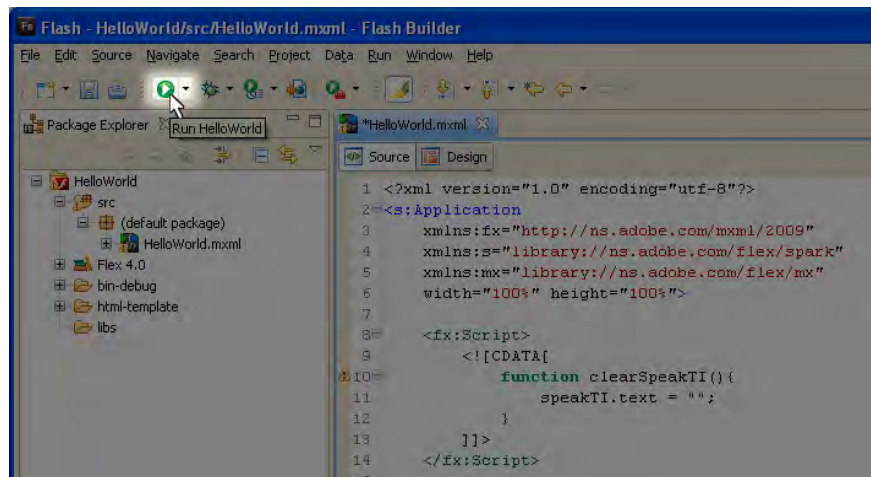 Flash - HelloWorld/src/HelloWorld.mxml - Flash Builder
File Edit Source Navigate Search Project Data Run Window Help
Package Explorer
Run HelloWorld
HelloWorld
src
(default package)
HelloWorld.mxml
Flex 4.0
bin-debug
html-template
libs
*HelloWorld.mxml
Source Design
1 <?xml version="1.0" encoding="utf-8"?>
2 <s:Application
3 xmlns:fx="http://ns.adobe.com/mxml/2009"
4 xmlns:s="library://ns.adobe.com/flex/spark"
5 xmlns:mx="library://ns.adobe.com/flex/mx"
6 width="100%" height="100%">
7
8 <fx:Script>
9 <![CDATA[
10 function clearSpeakTI(){
11 speakTI.text = "";
12 }
13 ]]>
14 </fx:Script>